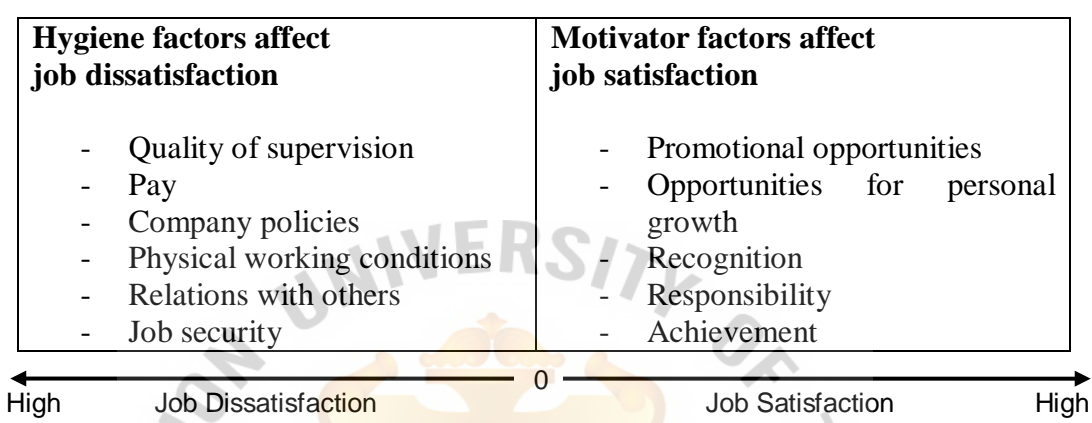 Hygiene factors affect
job dissatisfaction
- Quality of supervision
- Pay
- Company policies
- Physical working conditions
- Relations with others
- Job security
Motivator factors affect
job satisfaction
- Promotional opportunities
- Opportunities for personal
growth
- Recognition
- Responsibility
- Achievement
0
High Job Dissatisfaction Job Satisfaction High
UNIVERSITY OF